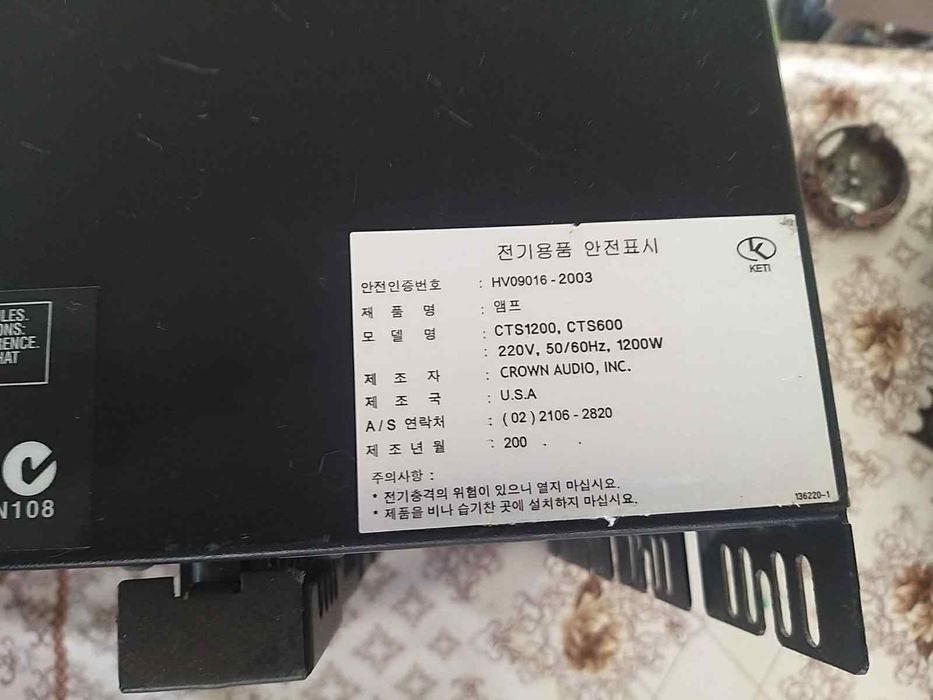 전기용품 안전표시
KETI
안전인증번호 : HV09016-2003
제 품 명 : 앰프
모 델 명 : CTS1200, CTS600
: 220V, 50/60Hz, 1200W
제 조 자 : CROWN AUDIO, INC.
제 조 국 : U.S.A
A/S 연락처 : (02)2106-2820
제 조 년 월 : 200 . .
주의사항 :
* 전기충격의 위험이 있으니 열지 마십시요.
* 제품을 비나 습기찬 곳에 설치하지 마십시요.
136220-1
ULES.
ONS:
RENCE.
HAT
N108